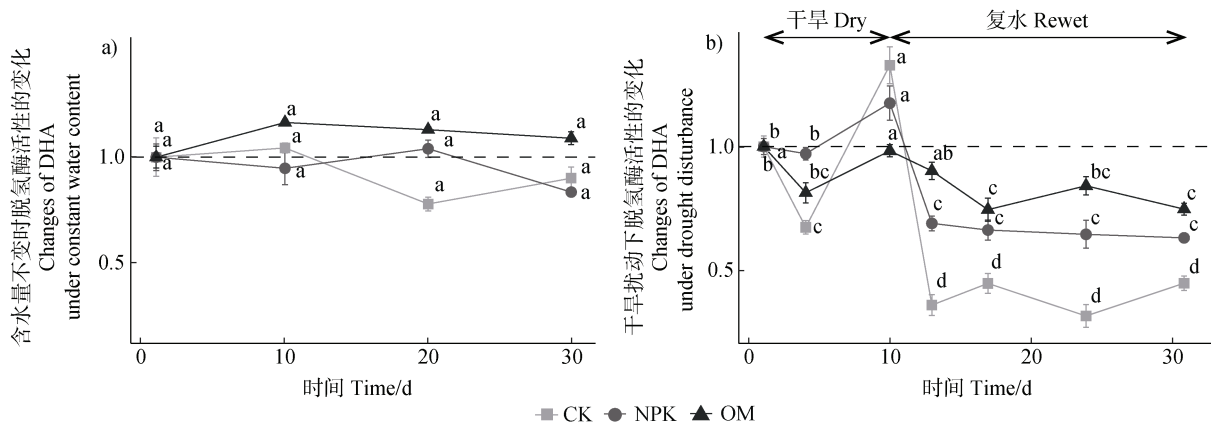 含水量不变时脱氢酶活性的变化
Changes of DHA
under constant water content
a)
1.0
0.5
a
a
a
a
a
a
a
a
a
a
a
a
0
10
20
30
时间 Time/d
干旱扰动下脱氢酶活性的变化
Changes of DHA
under drought disturbance
干旱 Dry
复水 Rewet
b)
1.0
0.5
b
a
b
b
bc
c
a
a
a
ab
c
d
c
c
d
bc
c
d
c
c
d
0
10
20
30
时间 Time/d
CK
NPK
OM